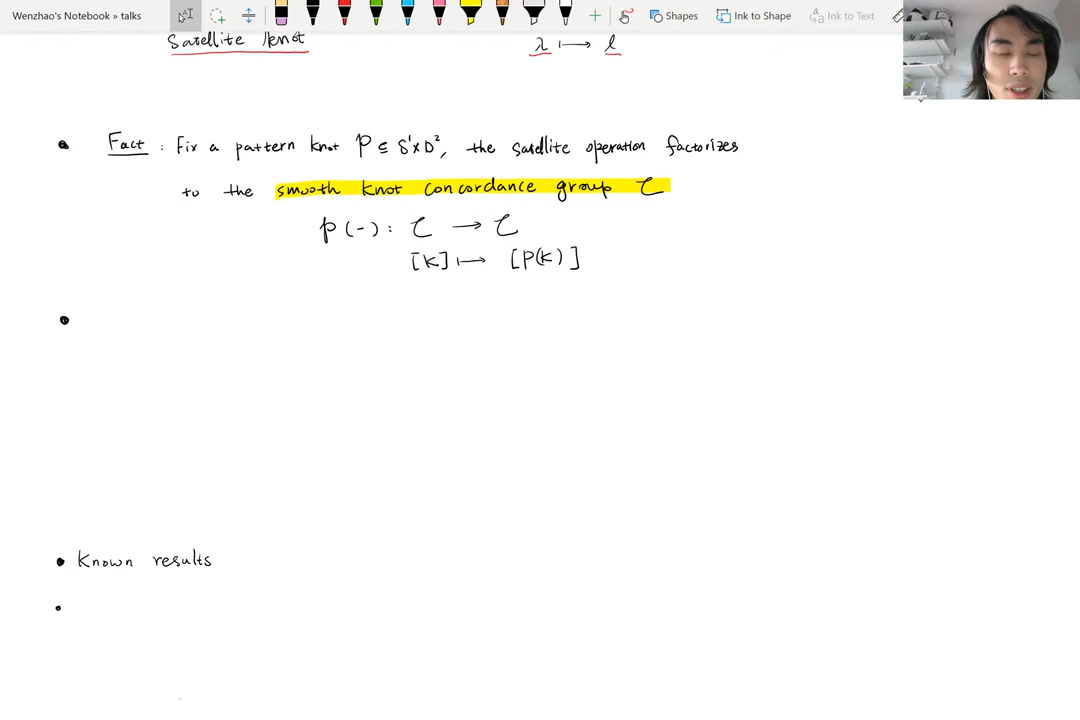 Wenzhao's Notebook » talks
Shapes
Ink to Shape
Ink to Text
Satellite knot
λ ⟼ l
• Fact : Fix a pattern knot P ⊆ S¹×D², the satellite operation factorizes
to the smooth knot concordance group C
P(-) : C → C
[K] ⟼ [P(K)]
• Known results